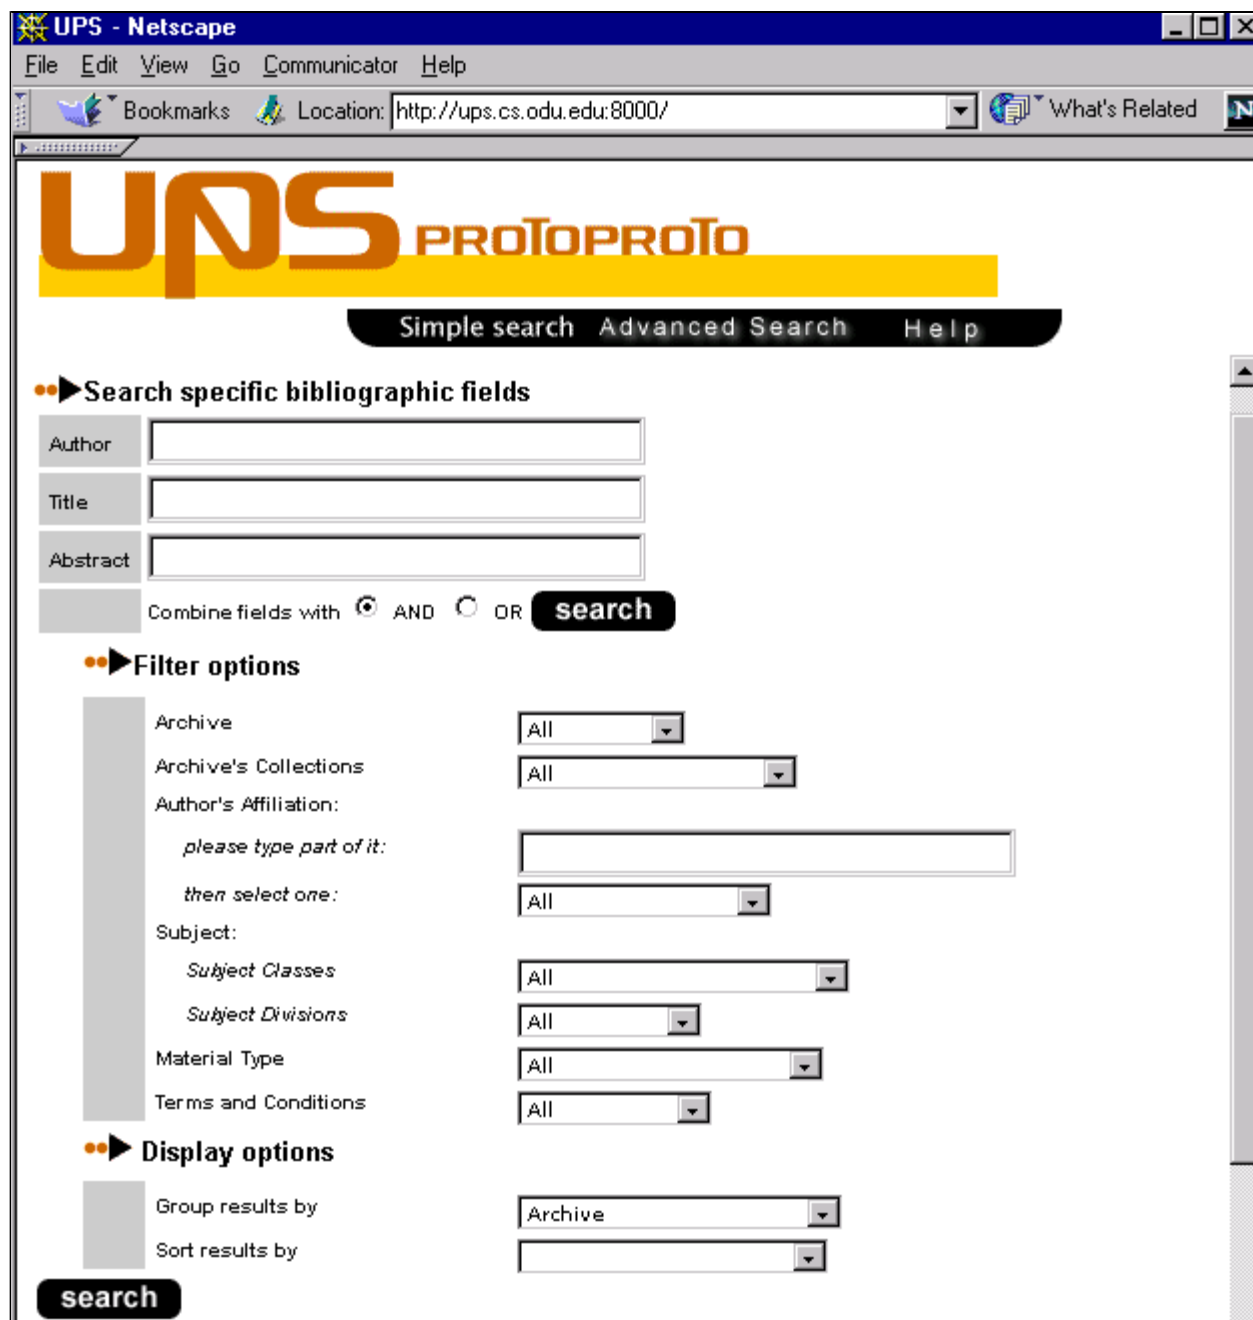 UPS - Netscape
File Edit View Go Communicator Help
Bookmarks Location: http://ups.cs.odu.edu:8000/ What's Related N
UPS PROTOPROTO
Simple search Advanced Search Help
Search specific bibliographic fields
Author
Title
Abstract
Combine fields with AND OR search
Filter options
Archive All
Archive's Collections All
Author's Affiliation:
please type part of it:
then select one: All
Subject:
Subject Classes All
Subject Divisions All
Material Type All
Terms and Conditions All
Display options
Group results by Archive
Sort results by
search